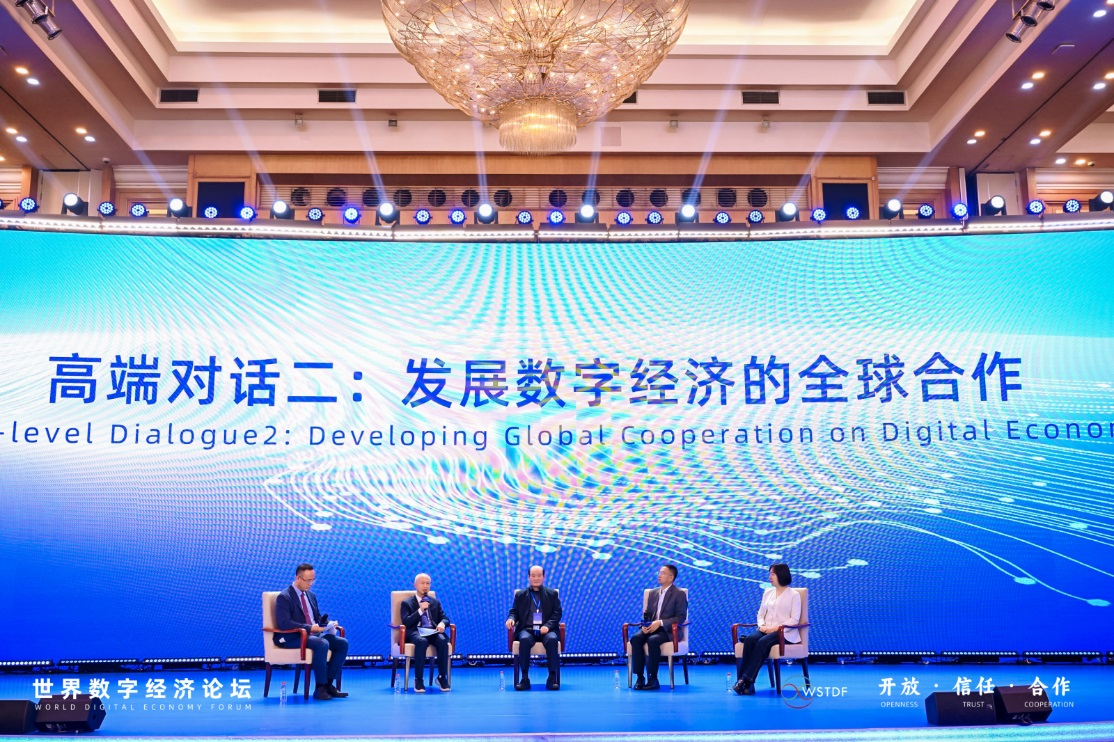 高端对话二：发展数字经济的全球合作
-level Dialogue2: Developing Global Cooperation on Digital Econo
世界数字经济论坛
WORLD DIGITAL ECONOMY FORUM
WSTDF
开放 · 信任 · 合作
OPENNESS TRUST COOPERATION